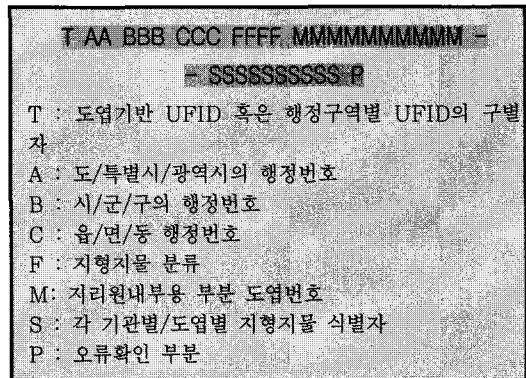 T AA BBB CCC FFFF MMMMMMMMMM -
- SSSSSSSSSS P
T : 도엽기반 UFID 혹은 행정구역별 UFID의 구별
자
A : 도/특별시/광역시의 행정번호
B : 시/군/구의 행정번호
C : 읍/면/동 행정번호
F : 지형지물 분류
M: 지리원내부용 부분 도엽번호
S : 각 기관별/도엽별 지형지물 식별자
P : 오류확인 부분